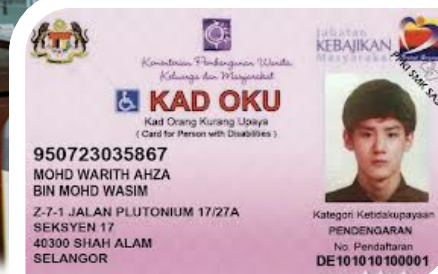 Kementerian Pembangunan Wanita
Keluarga dan Masyarakat
KAD OKU
Kad Orang Kurang Upaya
( Card for Person with Disabilities )
950723035867
MOHD WARITH AHZA
BIN MOHD WASIM
Z-7-1 JALAN PLUTONIUM 17/27A
SEKSYEN 17
40300 SHAH ALAM
SELANGOR
Jabatan
KEBAJIKAN
Masyarakat
Kategori Ketidakupayaan
PENDENGARAN
No. Pendaftaran
DE101010100001